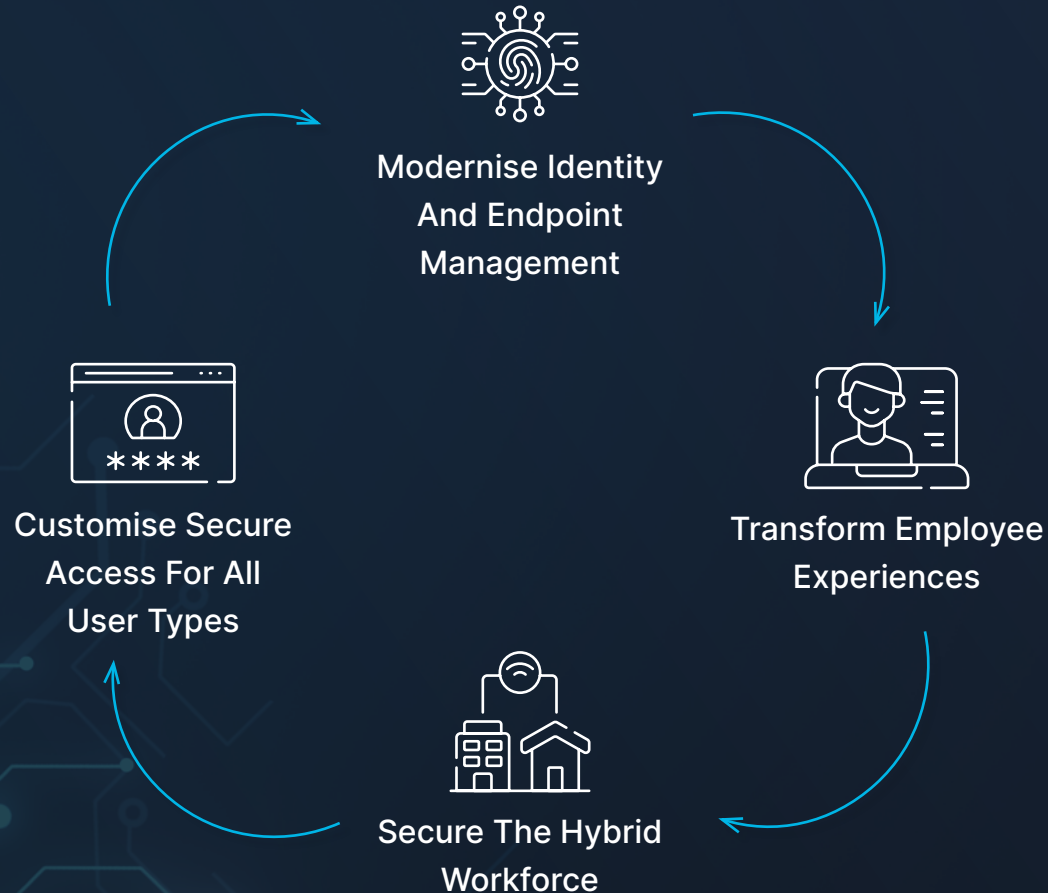 Modernise Identity
And Endpoint
Management
Transform Employee
Experiences
Secure The Hybrid
Workforce
Customise Secure
Access For All
User Types